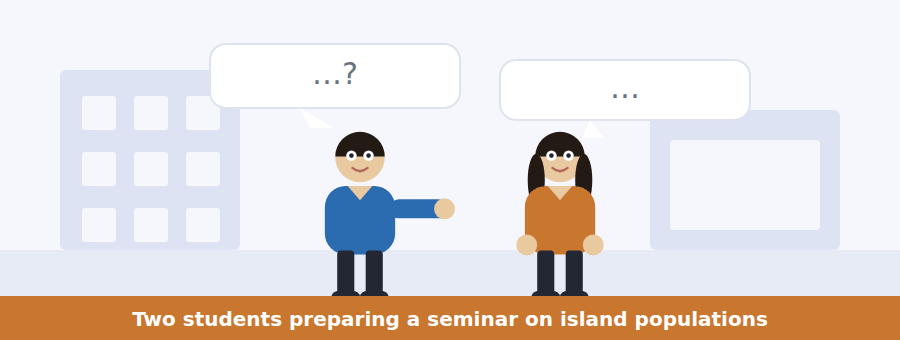 ...?
...
Two students preparing a seminar on island populations